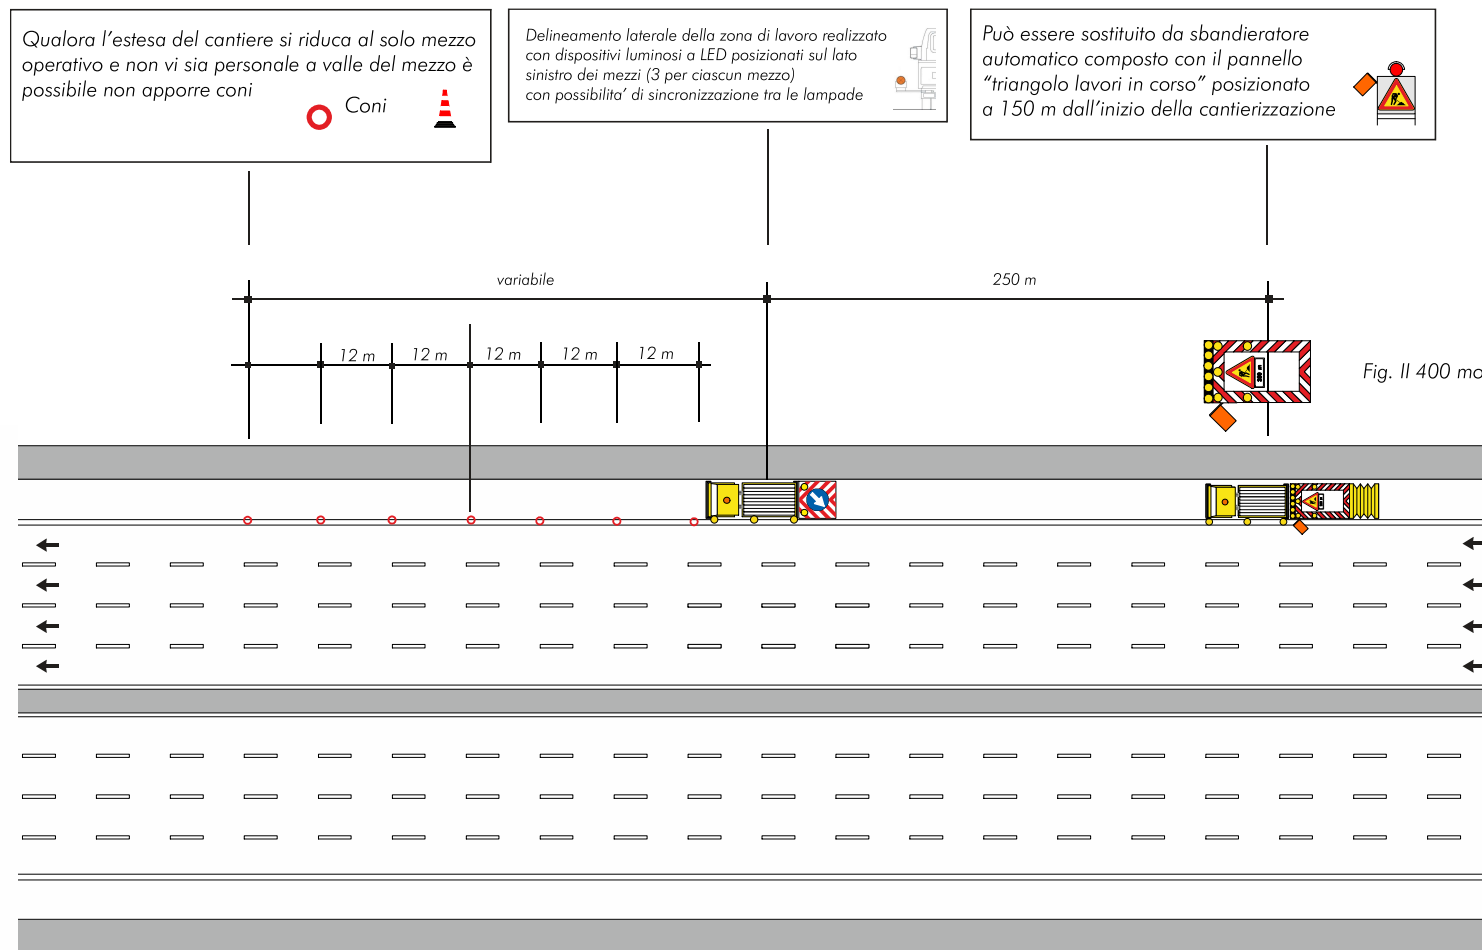 Qualora l'estesa del cantiere si riduca al solo mezzo
operativo e non vi sia personale a valle del mezzo è
possibile non apporre coni
Coni
Delineamento laterale della zona di lavoro realizzato
con dispositivi luminosi a LED posizionati sul lato
sinistro dei mezzi (3 per ciascun mezzo)
con possibilita' di sincronizzazione tra le lampade
Può essere sostituito da sbandieratore
automatico composto con il pannello
"triangolo lavori in corso" posizionato
a 150 m dall'inizio della cantierizzazione
variabile
250 m
12 m
12 m
12 m
12 m
12 m
Fig. II 400 mo